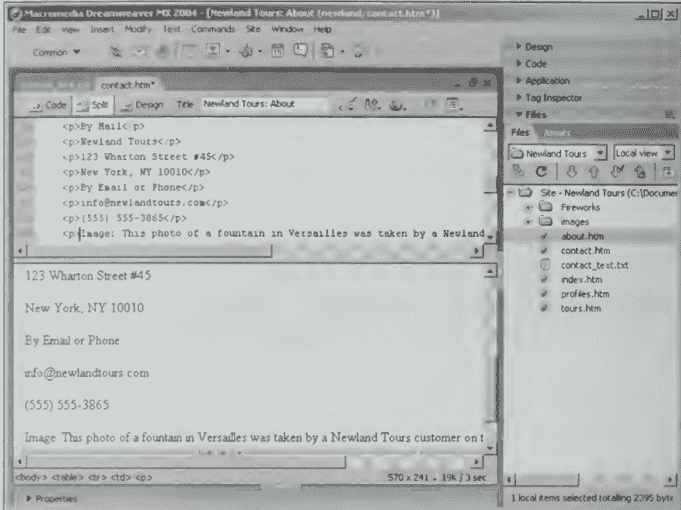 Macromedia Dreamweaver MX 2004 - [Newland Tours: About (newland/contact.htm*)]
File Edit View Insert Modify Text Commands Site Window Help
Common
Design
Code
Application
Tag Inspector
Files
contact.htm*
Code Split Design Title Newland Tours: About
<p>By Mail</p>
<p>Newland Tours</p>
<p>123 Wharton Street #45</p>
<p>New York, NY 10010</p>
<p>By Email or Phone</p>
<p>info@newlandtours.com</p>
<p>(555) 555-3865</p>
<p>Image: This photo of a fountain in Versailles was taken by a Newland
Files Assets
Newland Tours Local view
Site - Newland Tours (C:\Documen
Fireworks
images
about.htm
contact.htm
contact_text.txt
index.htm
profiles.htm
tours.htm
123 Wharton Street #45
New York, NY 10010
By Email or Phone
info@newlandtours.com
(555) 555-3865
Image This photo of a fountain in Versailles was taken by a Newland Tours customer on t
<body> <table> <tr> <td> <p> 570 x 241 19K / 3 sec
Properties
1 local items selected totalling 2395 byte